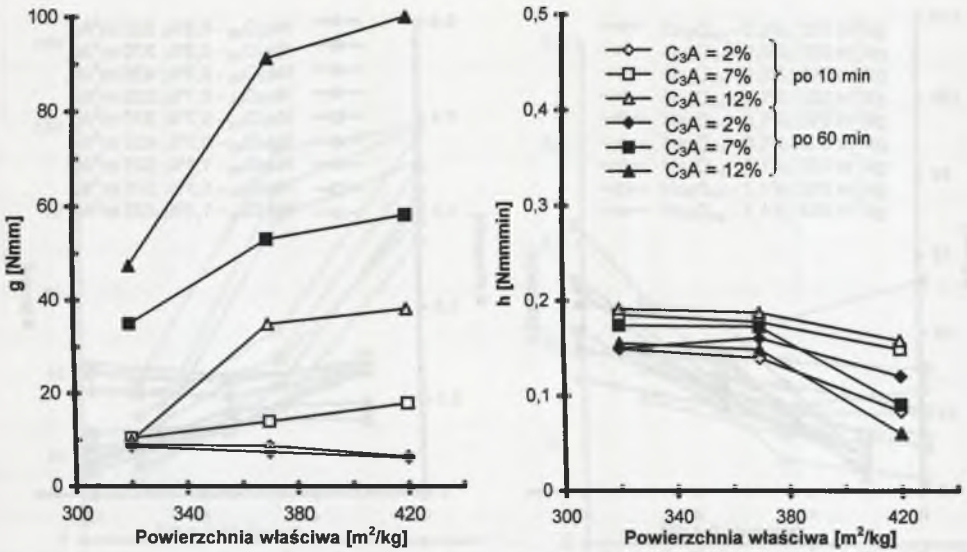 100
80
60
40
20
0
g [Nmm]
300 340 380 420
Powierzchnia właściwa [m²/kg]
0,5
0,4
0,3
0,2
0,1
0
h [Nmmmin]
C₃A = 2%
C₃A = 7%
C₃A = 12%
po 10 min
C₃A = 2%
C₃A = 7%
C₃A = 12%
po 60 min
300 340 380 420
Powierzchnia właściwa [m²/kg]